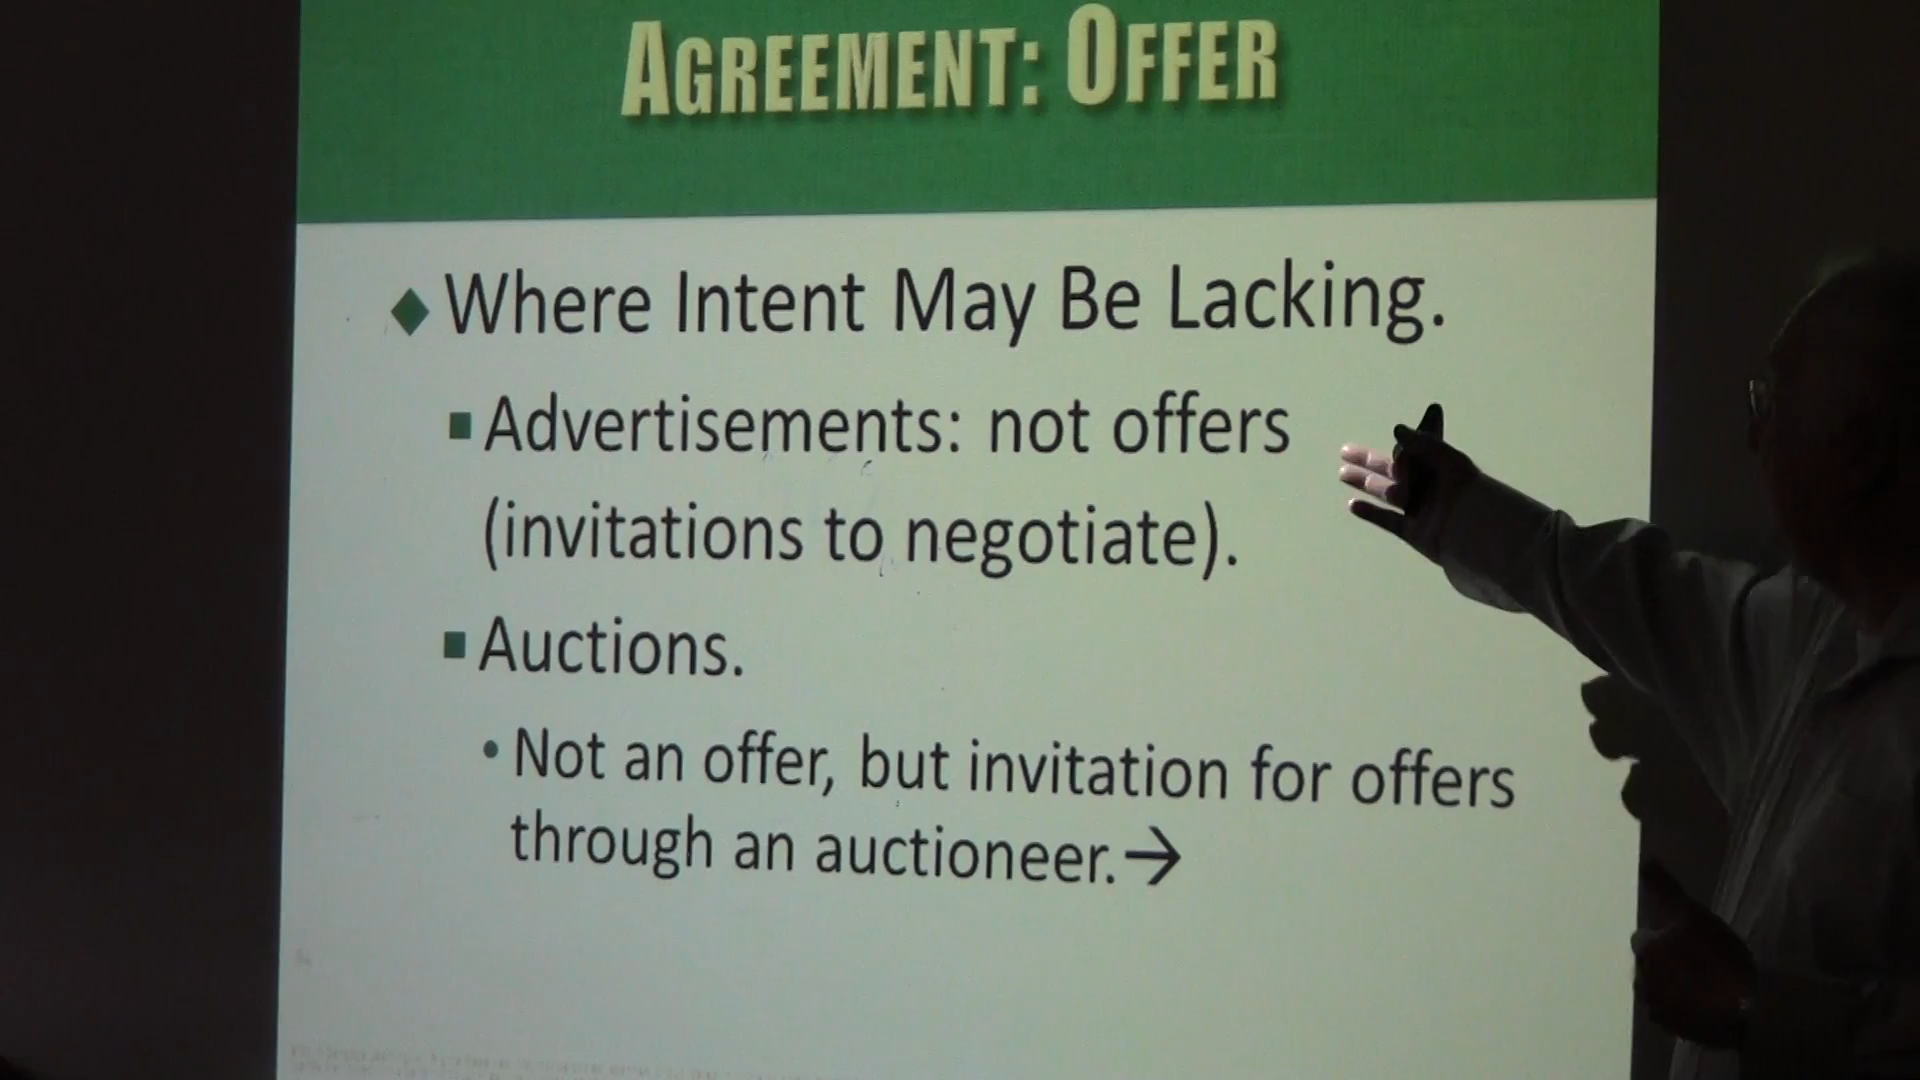 AGREEMENT: OFFER
Where Intent May Be Lacking.
Advertisements: not offers
(invitations to negotiate).
Auctions.
Not an offer, but invitation for offers
through an auctioneer.→